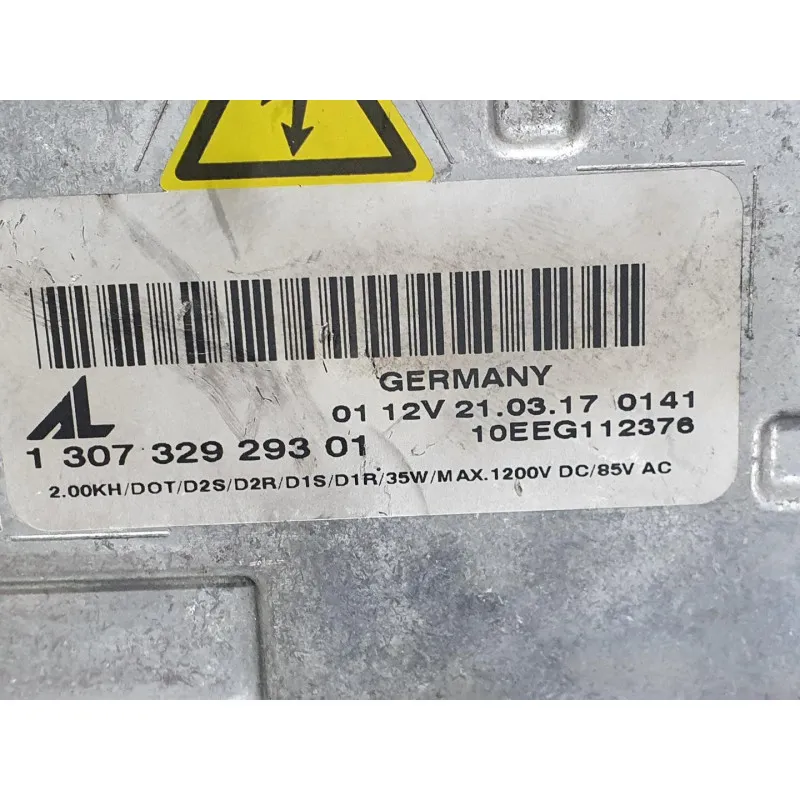 AL
GERMANY
01 12V 21.03.17 0141
10EEG112376
1 307 329 293 01
2.00KH/DOT/D2S/D2R/D1S/D1R/35W/MAX.1200V DC/85V AC